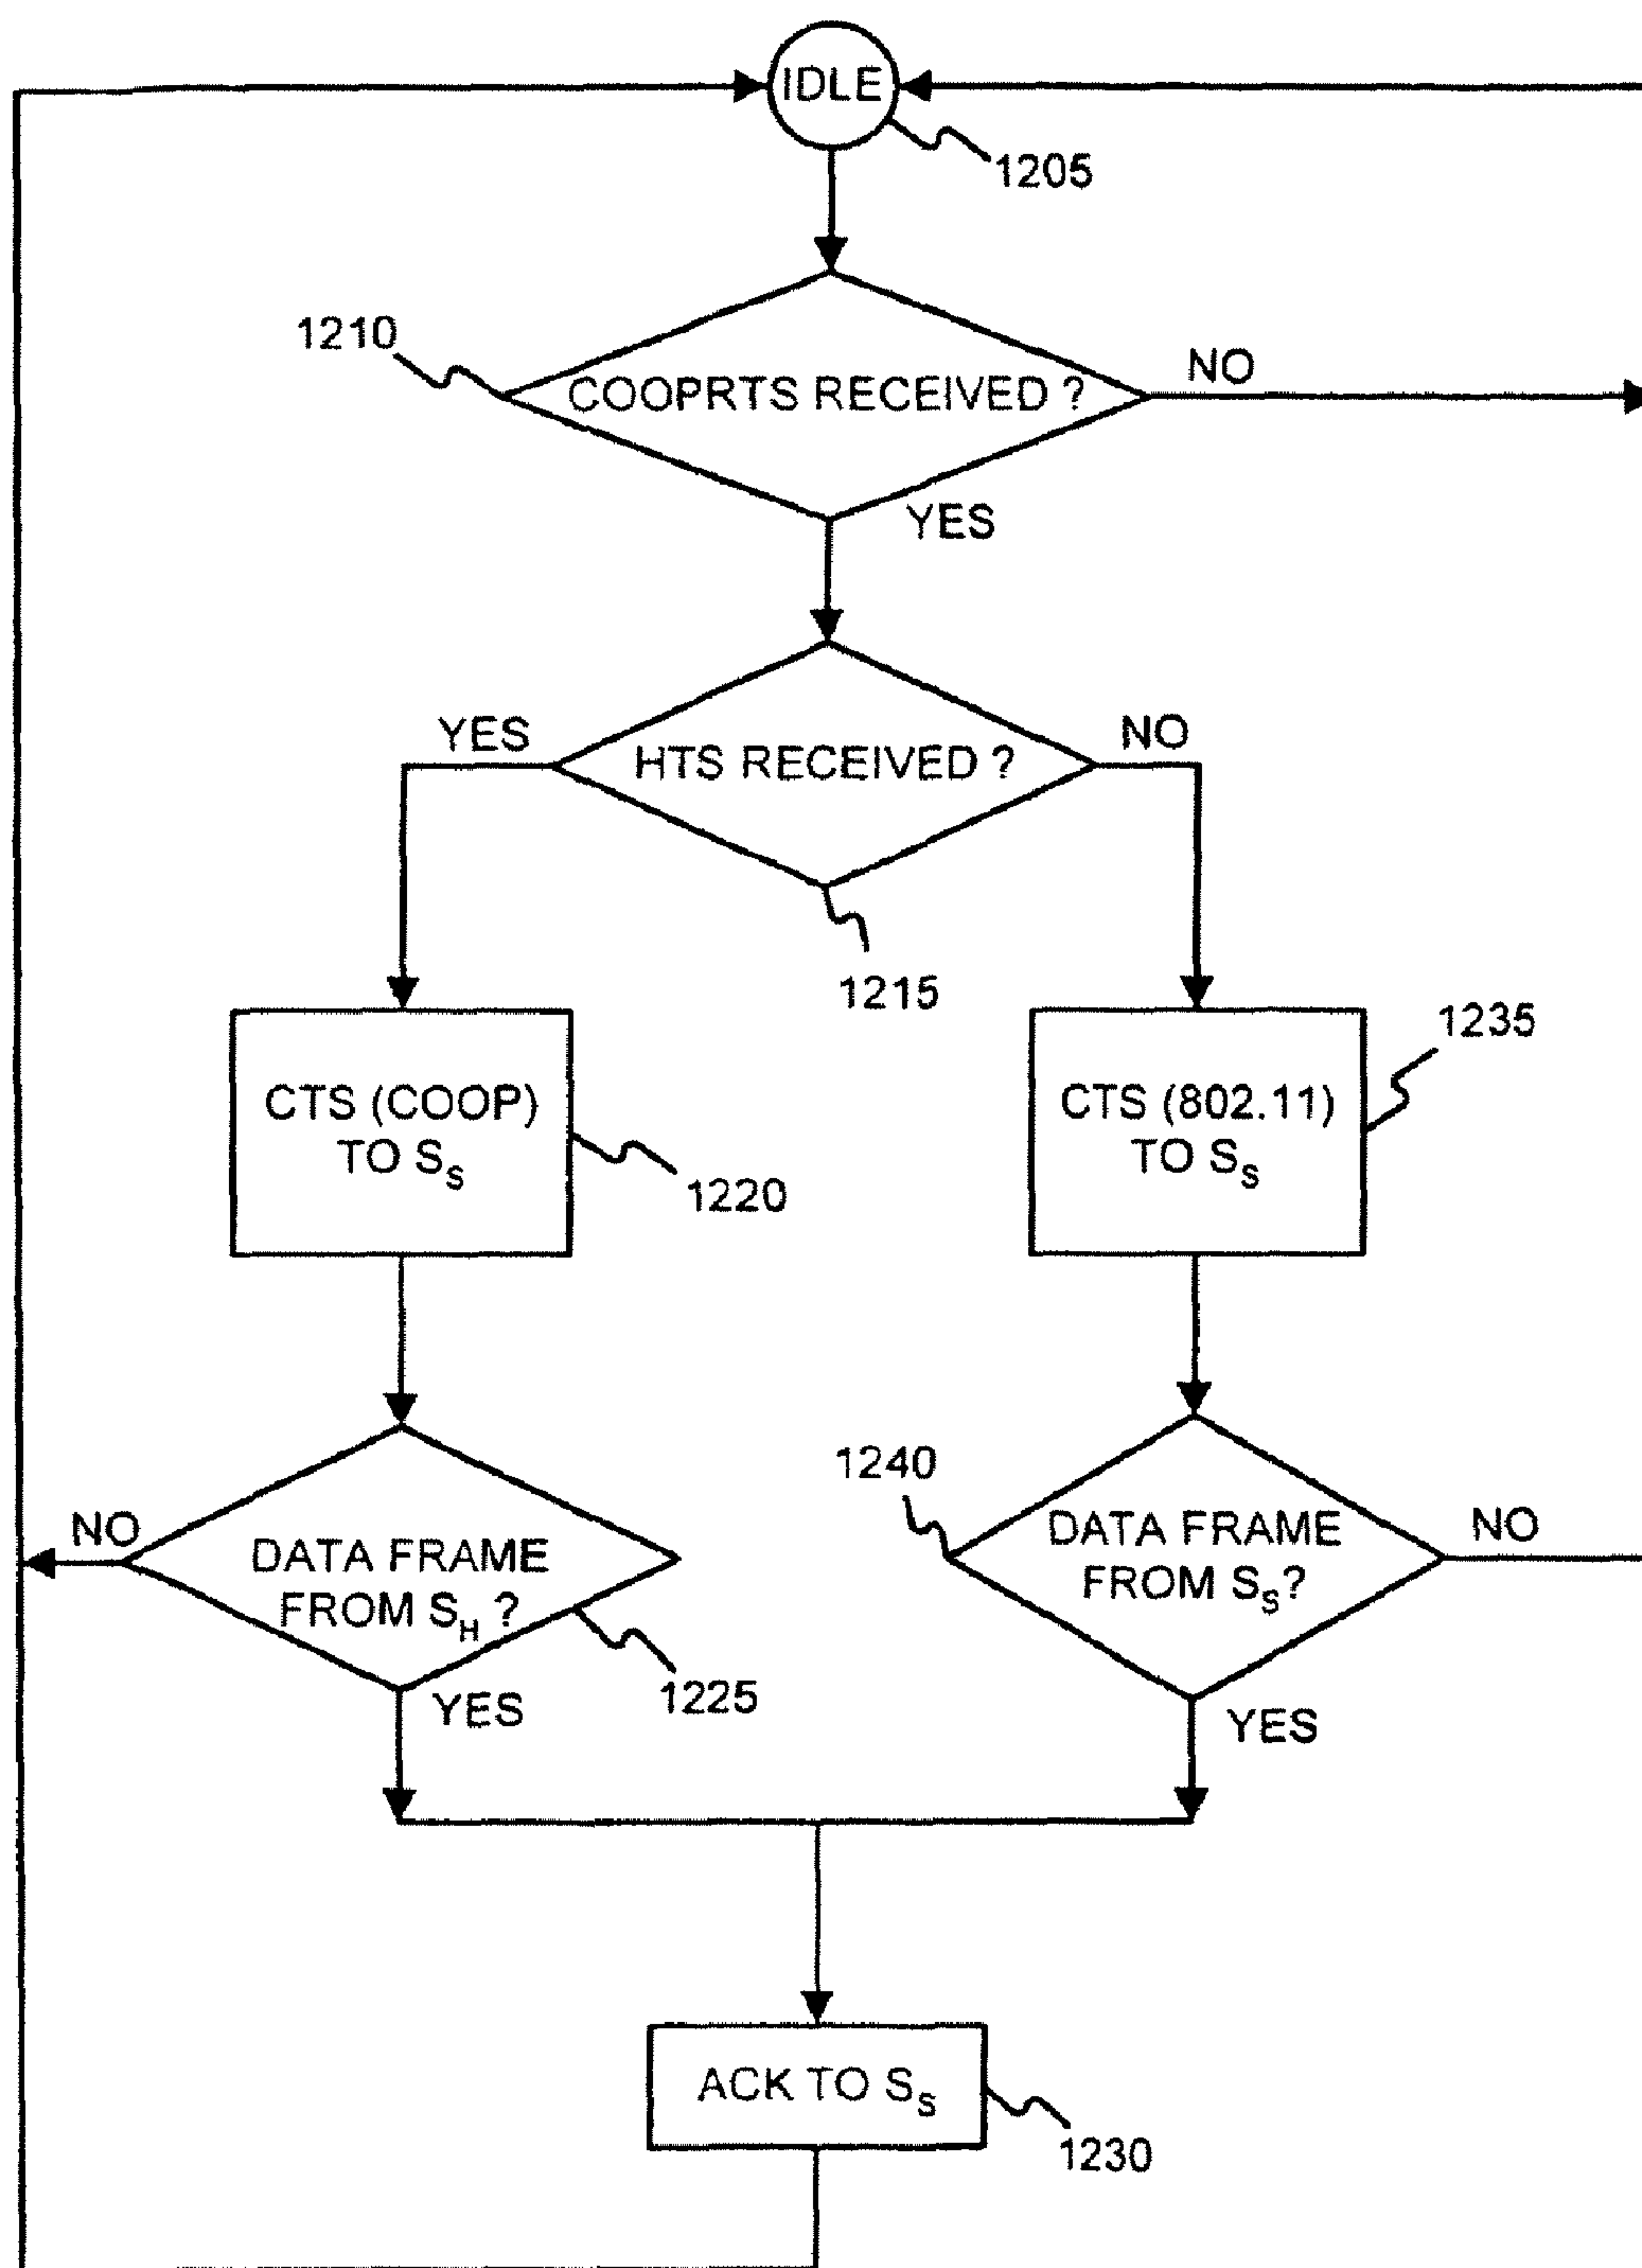 IDLE
1205
1210
COOPRTS RECEIVED ?
NO
YES
YES
HTS RECEIVED ?
NO
1215
CTS (COOP)
TO SS
1220
CTS (802.11)
TO SS
1235
NO
DATA FRAME
FROM SH ?
1225
YES
1240
DATA FRAME
FROM SS?
NO
YES
ACK TO SS
1230